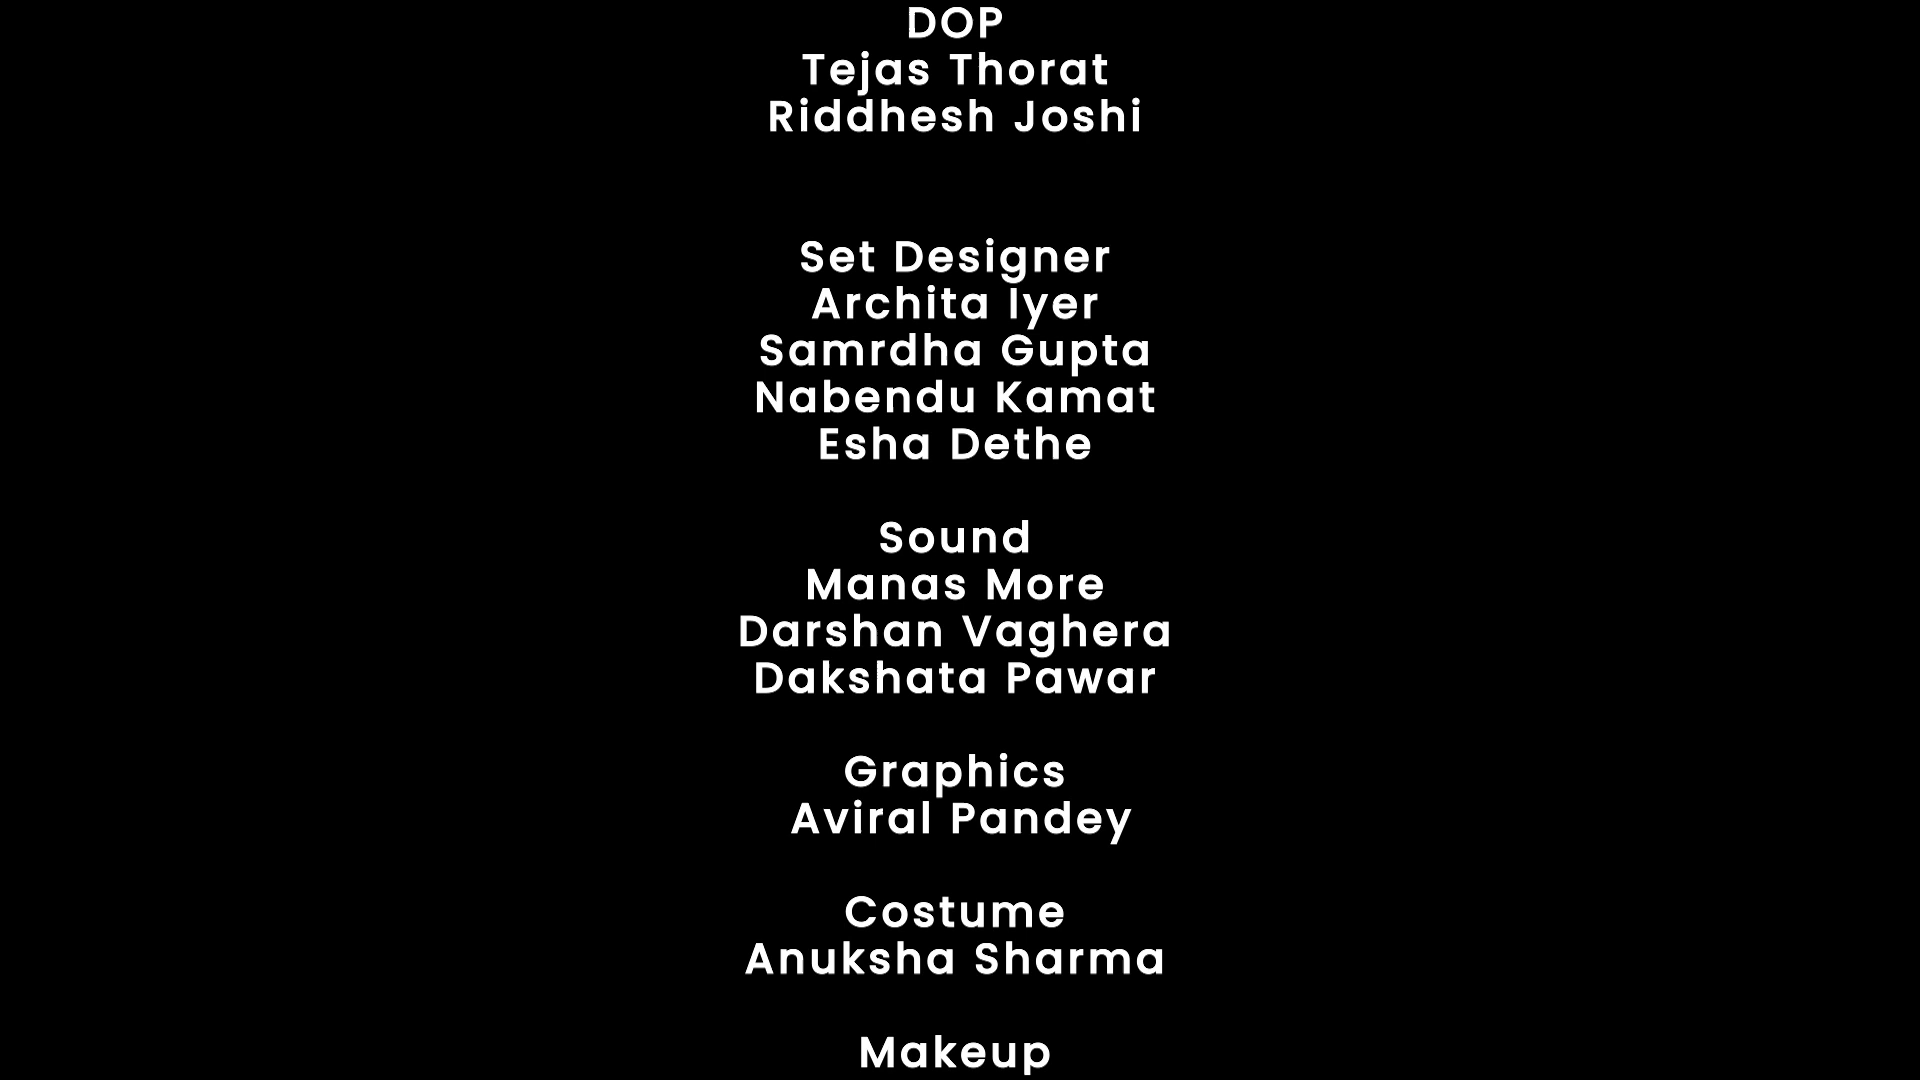 DOP
Tejas Thorat
Riddhesh Joshi
Set Designer
Archita Iyer
Samrdha Gupta
Nabendu Kamat
Esha Dethe
Sound
Manas More
Darshan Vaghera
Dakshata Pawar
Graphics
Aviral Pandey
Costume
Anuksha Sharma
Makeup